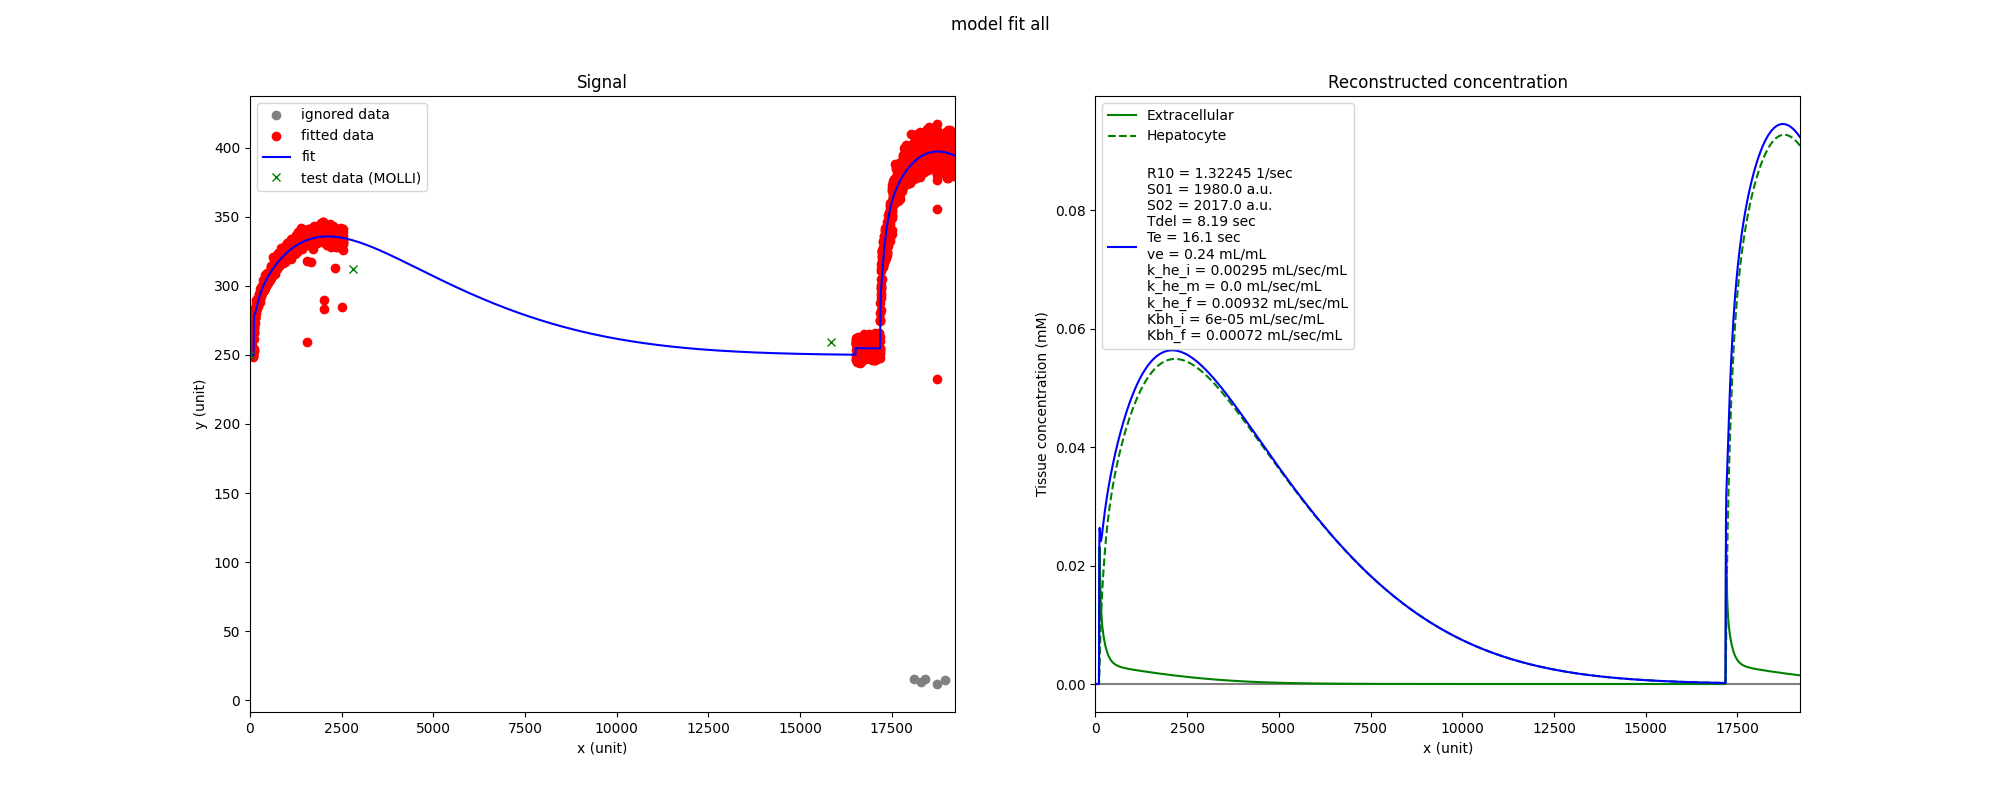 model fit all
Signal
ignored data
fitted data
fit
test data (MOLLI)
400
350
300
250
200
150
100
50
0
y (unit)
0 2500 5000 7500 10000 12500 15000 17500
x (unit)
Reconstructed concentration
Extracellular
Hepatocyte
R10 = 1.32245 1/sec
S01 = 1980.0 a.u.
S02 = 2017.0 a.u.
Tdel = 8.19 sec
Te = 16.1 sec
ve = 0.24 mL/mL
k_he_i = 0.00295 mL/sec/mL
k_he_m = 0.0 mL/sec/mL
k_he_f = 0.00932 mL/sec/mL
Kbh_i = 6e-05 mL/sec/mL
Kbh_f = 0.00072 mL/sec/mL
0.08
0.06
0.04
0.02
0.00
Tissue concentration (mM)
0 2500 5000 7500 10000 12500 15000 17500
x (unit)